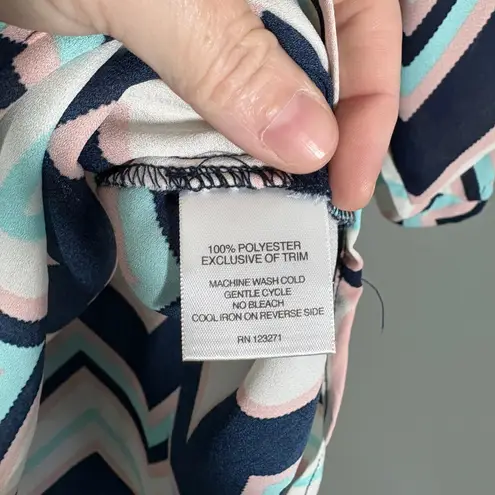 100% POLYESTER
EXCLUSIVE OF TRIM
MACHINE WASH COLD
GENTLE CYCLE
NO BLEACH
COOL IRON ON REVERSE SIDE
RN 123271